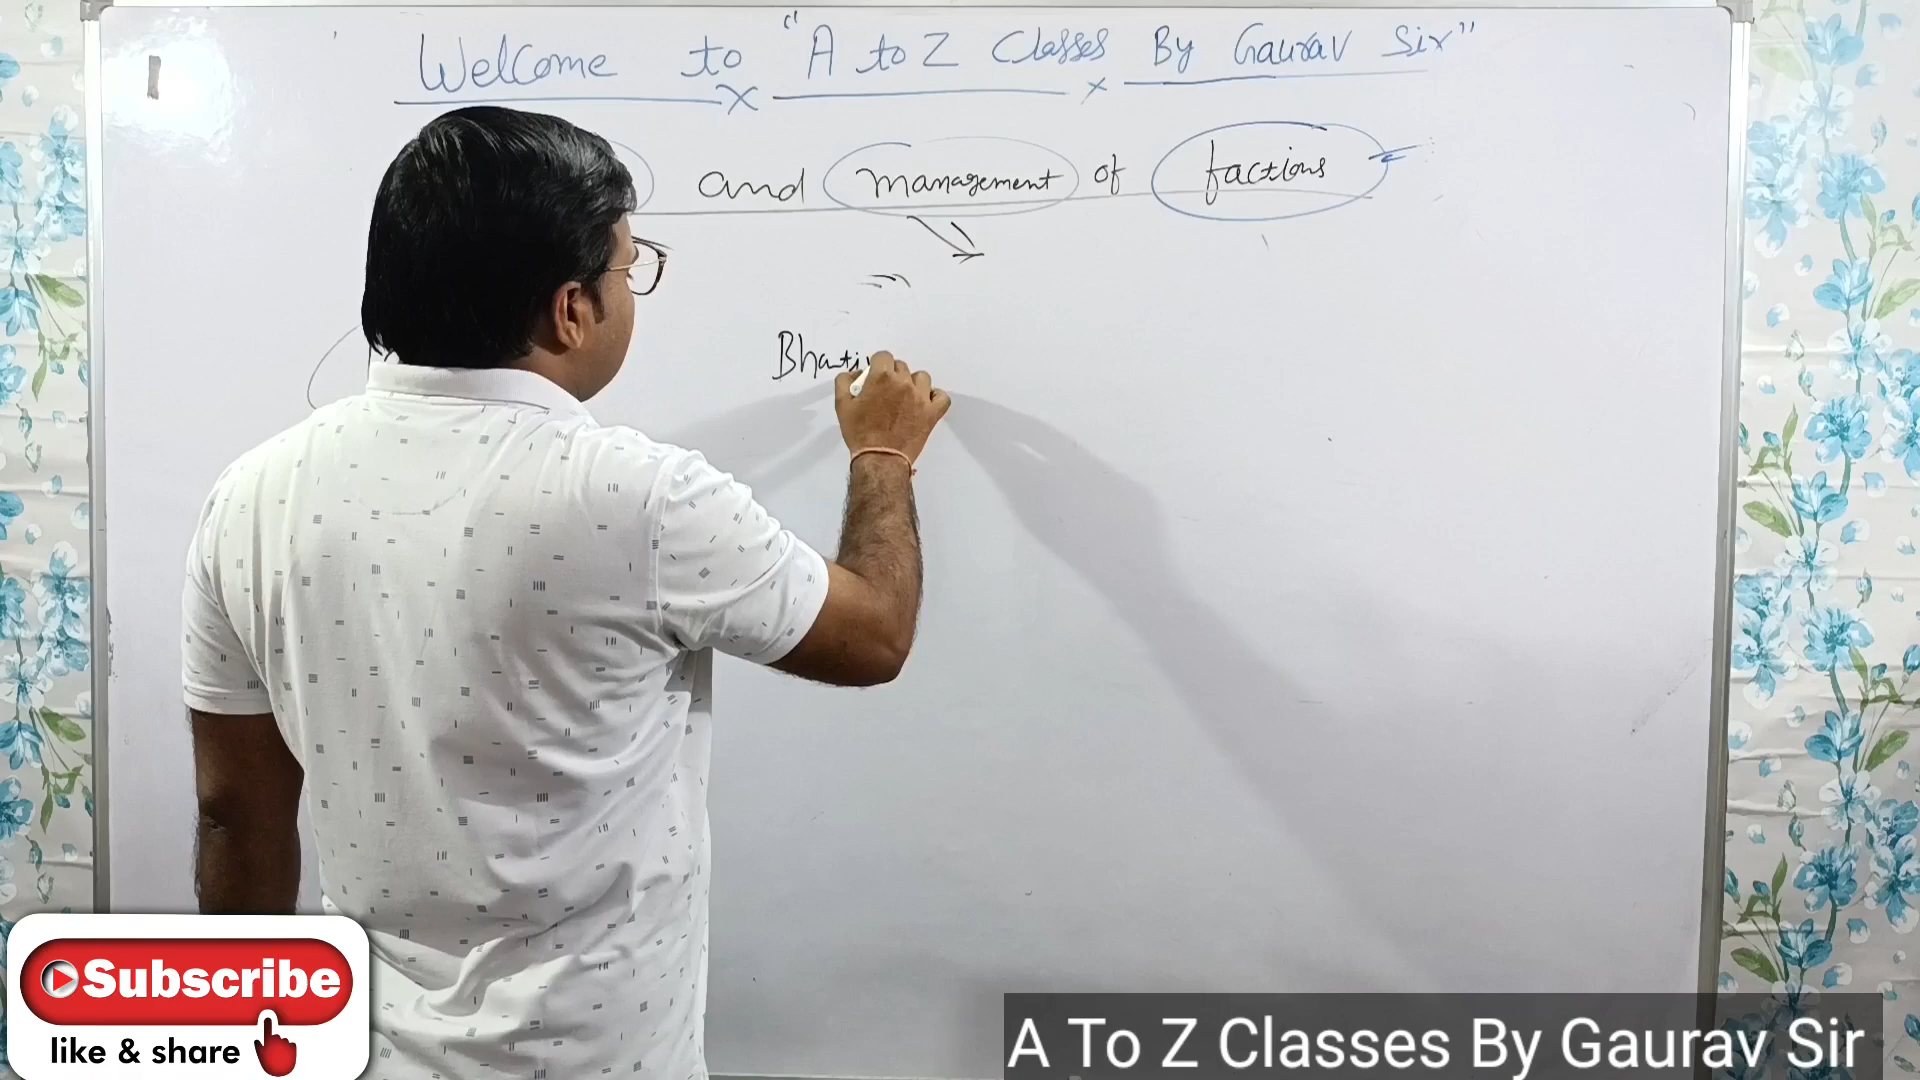 Welcome to "A to Z Classes By Gaurav Sir"
and management of factions
Subscribe
like & share
A To Z Classes By Gaurav Sir